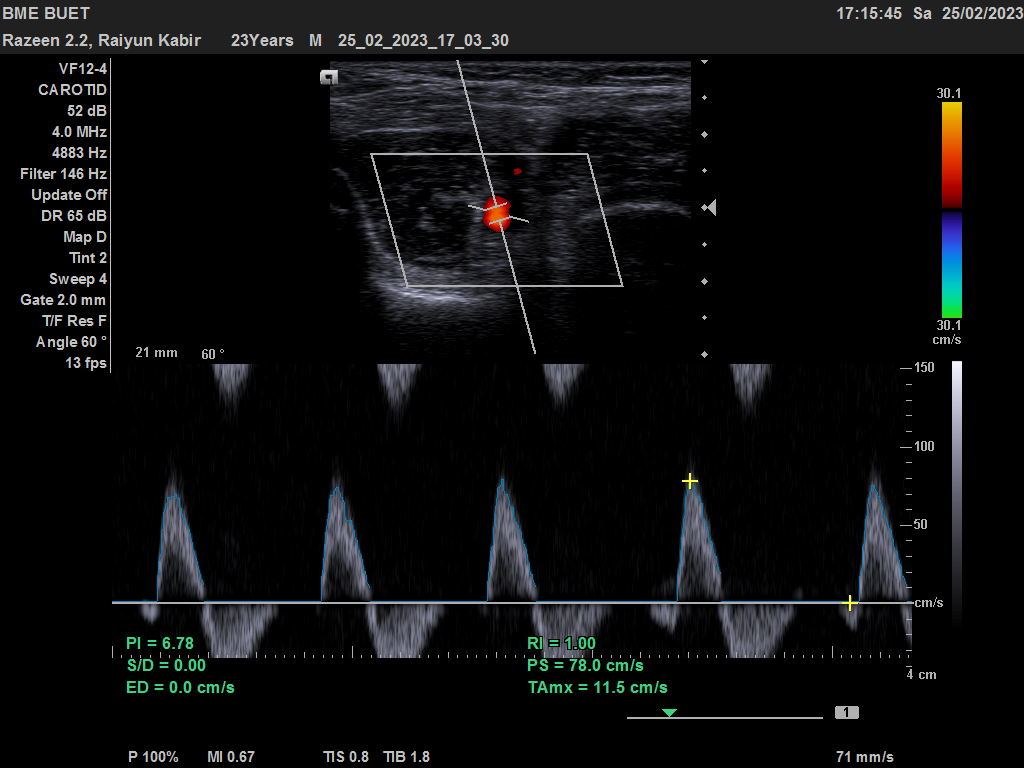 BME BUET 17:15:45 Sa 25/02/2023
Razeen 2.2, Raiyun Kabir 23Years M 25_02_2023_17_03_30
VF12-4
CAROTID
52 dB
4.0 MHz
4883 Hz
Filter 146 Hz
Update Off
DR 65 dB
Map D
Tint 2
Sweep 4
Gate 2.0 mm
T/F Res F
Angle 60 °
13 fps
21 mm 60 °
30.1
30.1
cm/s
150
100
50
cm/s
4 cm
PI = 6.78
S/D = 0.00
ED = 0.0 cm/s
RI = 1.00
PS = 78.0 cm/s
TAmx = 11.5 cm/s
1
P 100% MI 0.67 TIS 0.8 TIB 1.8 71 mm/s